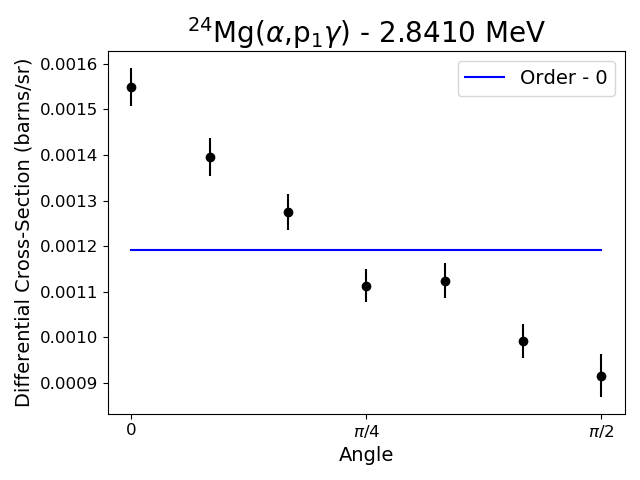 ²⁴Mg(α,p₁γ) - 2.8410 MeV
Differential Cross-Section (barns/sr)
0.0016
0.0015
0.0014
0.0013
0.0012
0.0011
0.0010
0.0009
Order - 0
0
π/4
π/2
Angle